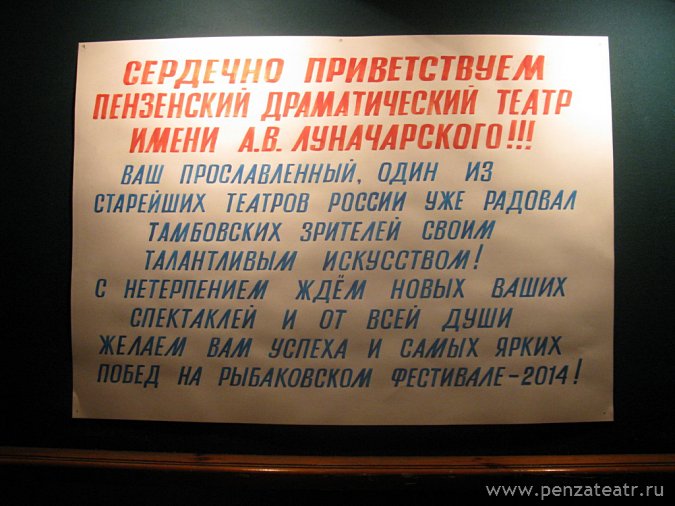 СЕРДЕЧНО ПРИВЕТСТВУЕМ
ПЕНЗЕНСКИЙ ДРАМАТИЧЕСКИЙ ТЕАТР
ИМЕНИ А.В. ЛУНАЧАРСКОГО!!!
ВАШ ПРОСЛАВЛЕННЫЙ, ОДИН ИЗ
СТАРЕЙШИХ ТЕАТРОВ РОССИИ УЖЕ РАДОВАЛ
ТАМБОВСКИХ ЗРИТЕЛЕЙ СВОИМ
ТАЛАНТЛИВЫМ ИСКУССТВОМ!
С НЕТЕРПЕНИЕМ ЖДЁМ НОВЫХ ВАШИХ
СПЕКТАКЛЕЙ И ОТ ВСЕЙ ДУШИ
ЖЕЛАЕМ ВАМ УСПЕХА И САМЫХ ЯРКИХ
ПОБЕД НА РЫБАКОВСКОМ ФЕСТИВАЛЕ-2014!
www.penzateatr.ru